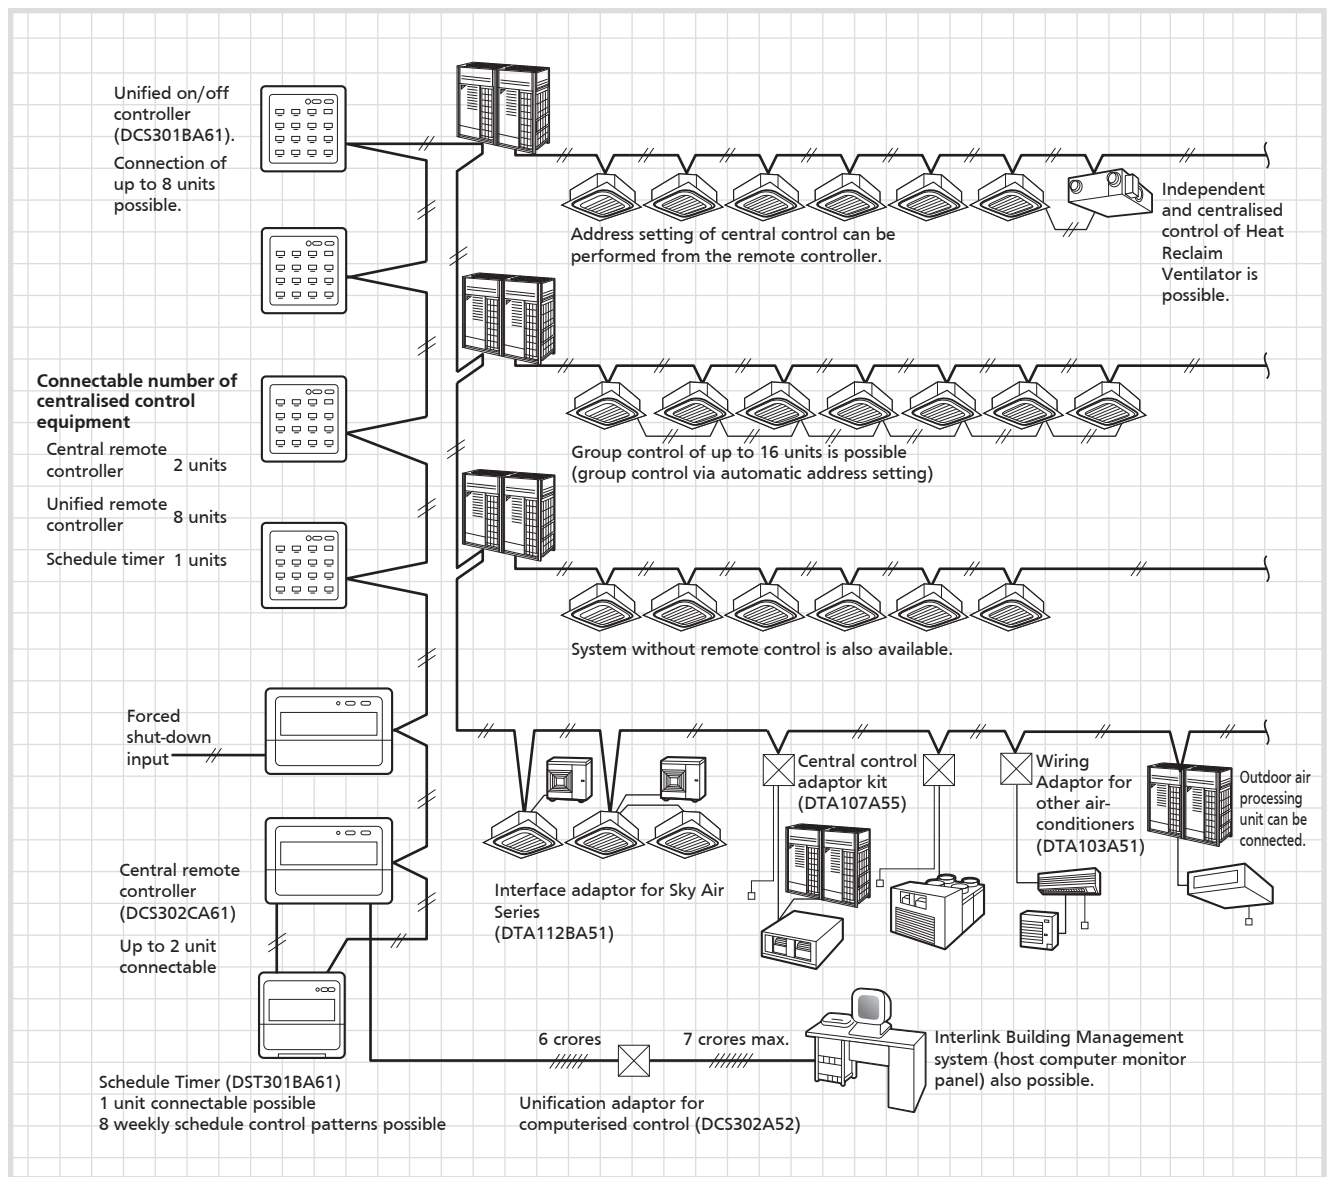 Unified on/off
controller
(DCS301BA61).
Connection of
up to 8 units
possible.
Independent
and centralised
control of Heat
Reclaim
Ventilator is
possible.
Address setting of central control can be
performed from the remote controller.
Connectable number of
centralised control
equipment
Central remote
controller 2 units
Unified remote
controller 8 units
Schedule timer 1 units
Group control of up to 16 units is possible
(group control via automatic address setting)
System without remote control is also available.
Forced
shut-down
input
Central control
adaptor kit
(DTA107A55)
Wiring
Adaptor for
other air-
conditioners
(DTA103A51)
Outdoor air
processing
unit can be
connected.
Central remote
controller
(DCS302CA61)
Up to 2 unit
connectable
Interface adaptor for Sky Air
Series
(DTA112BA51)
6 crores
7 crores max.
Interlink Building Management
system (host computer monitor
panel) also possible.
Schedule Timer (DST301BA61)
1 unit connectable possible
8 weekly schedule control patterns possible
Unification adaptor for
computerised control (DCS302A52)